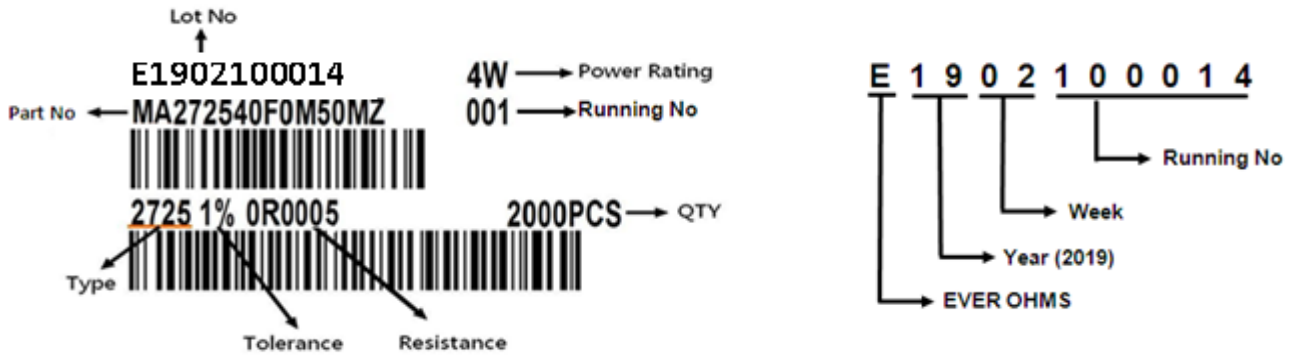 Lot No
E1902100014
4W Power Rating
Part No MA272540F0M50MZ
001 Running No
2725 1% 0R0005
2000PCS QTY
Type
Tolerance
Resistance
E 1 9 0 2 1 0 0 0 1 4
Running No
Week
Year (2019)
EVER OHMS